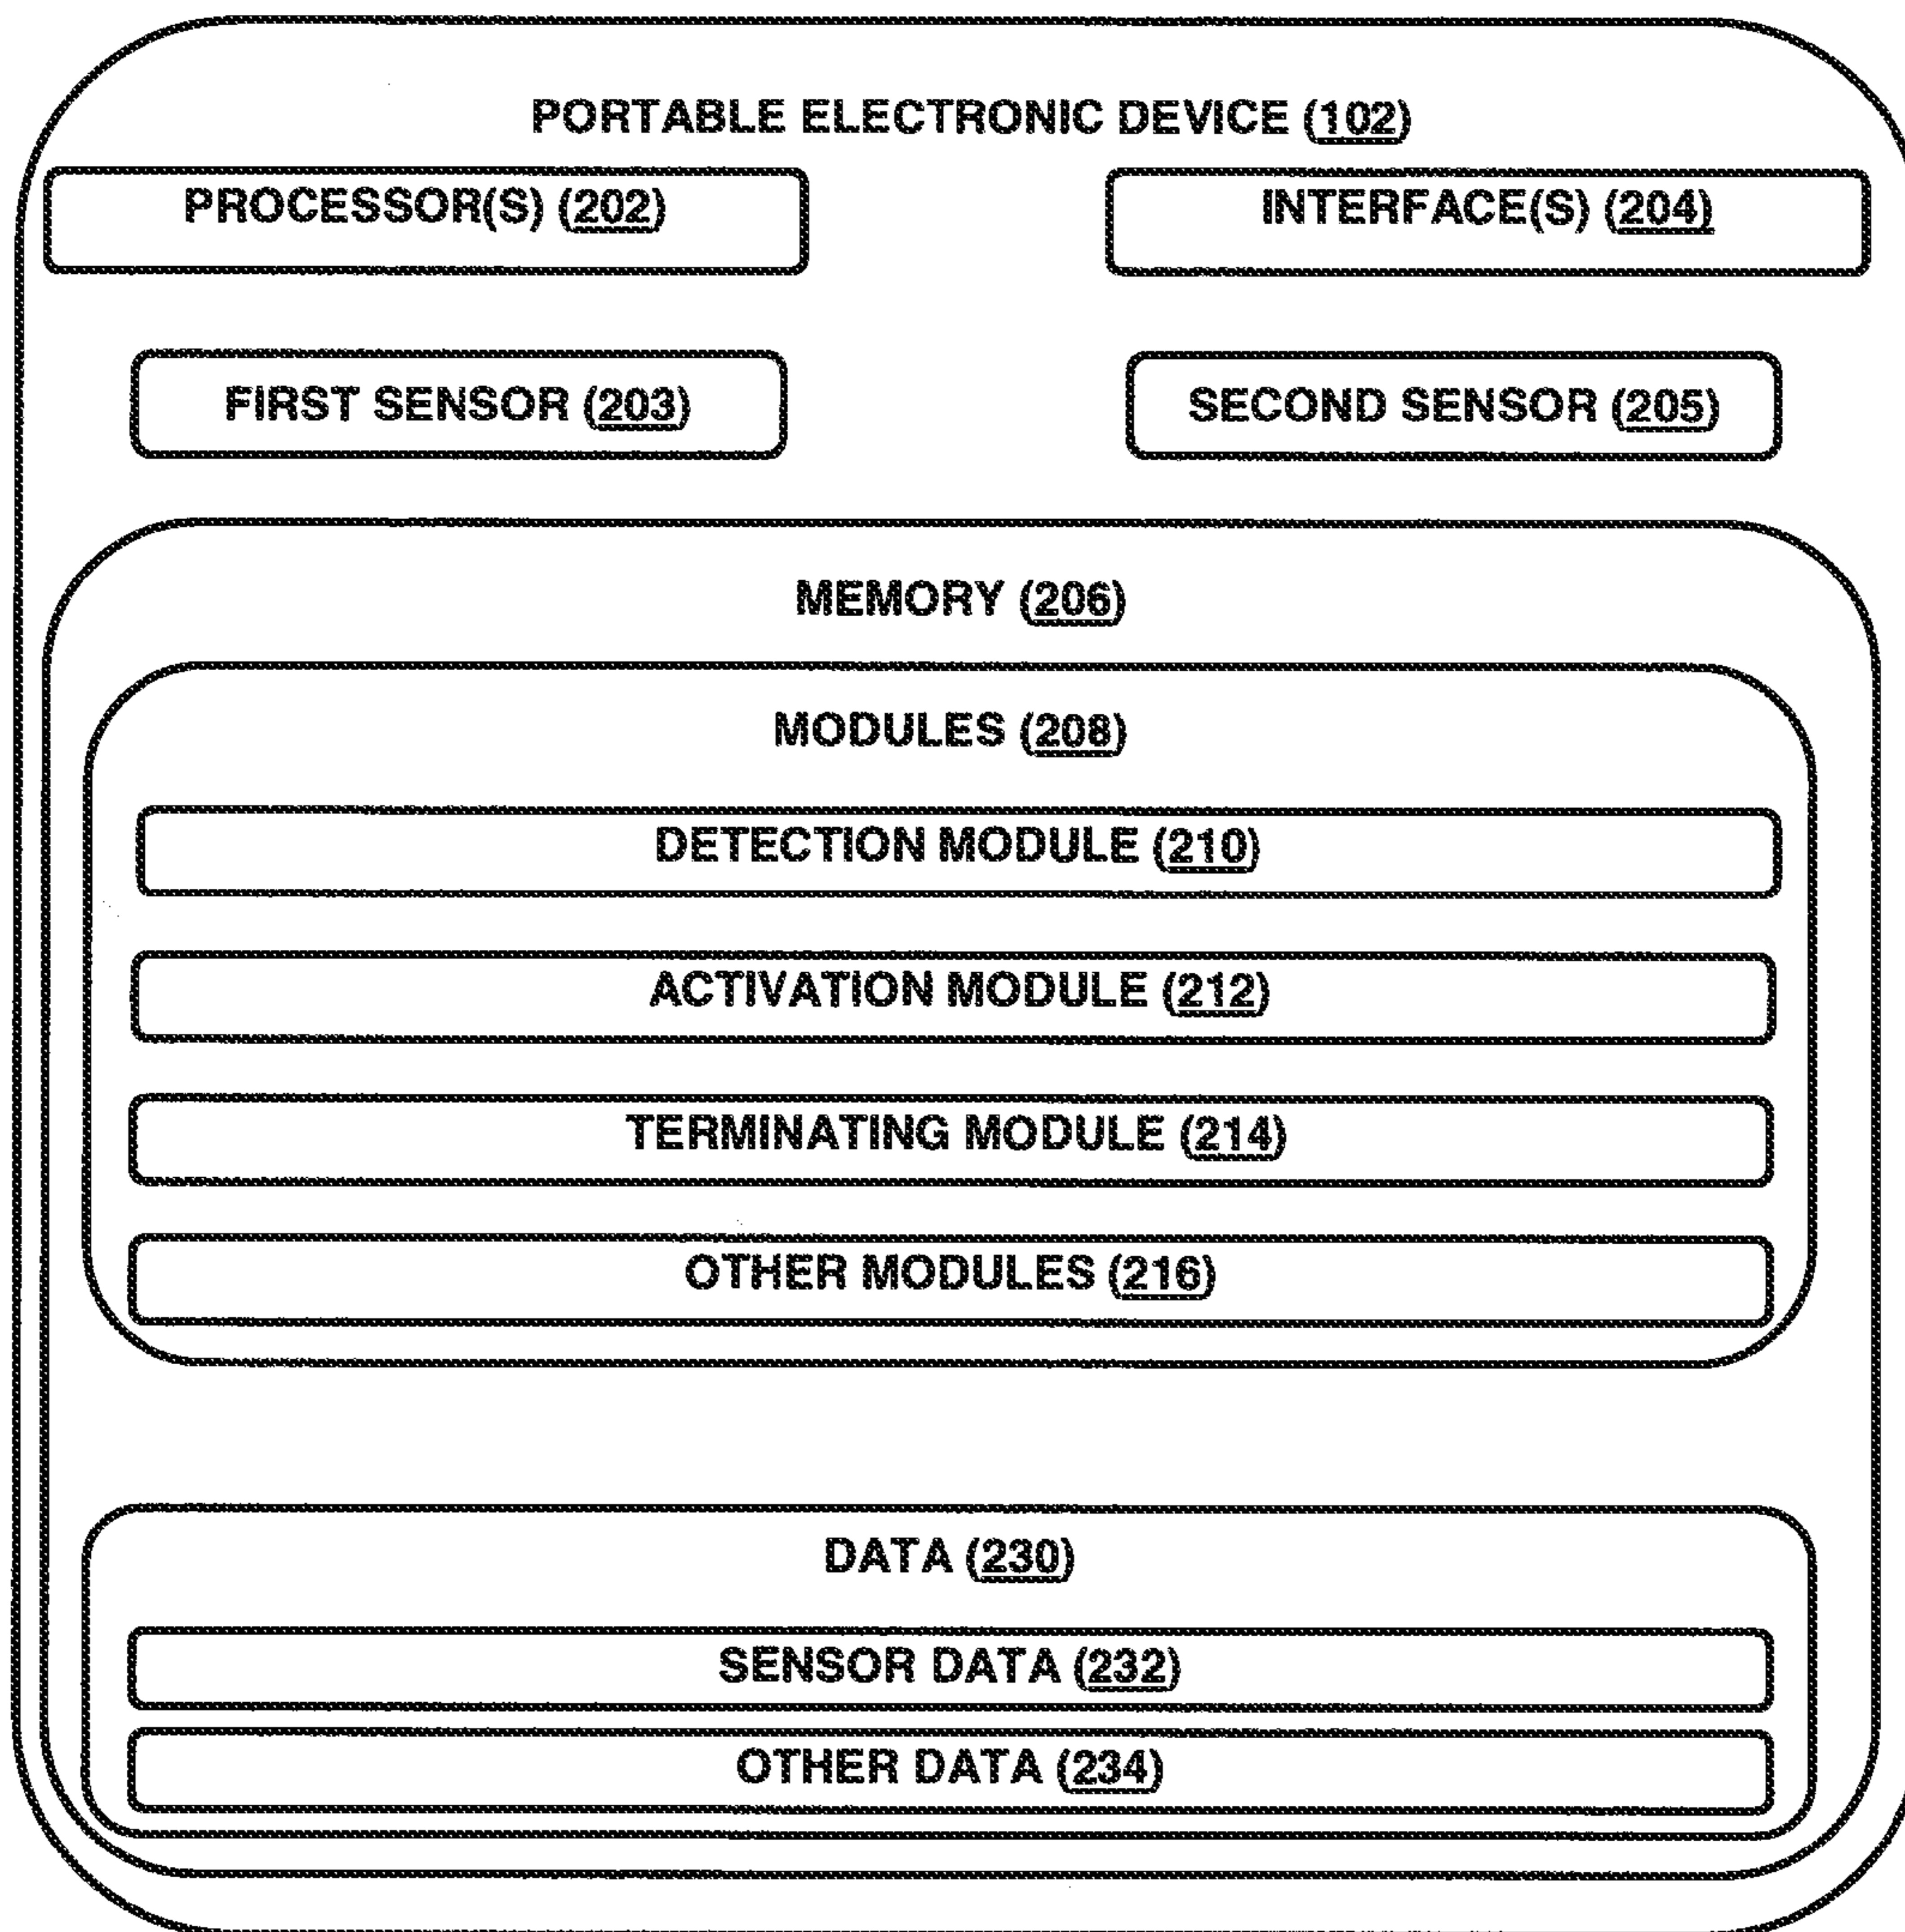 PORTABLE ELECTRONIC DEVICE (102)
PROCESSOR(S) (202)
INTERFACE(S) (204)
FIRST SENSOR (203)
SECOND SENSOR (205)
MEMORY (206)
MODULES (208)
DETECTION MODULE (210)
ACTIVATION MODULE (212)
TERMINATING MODULE (214)
OTHER MODULES (216)
DATA (230)
SENSOR DATA (232)
OTHER DATA (234)